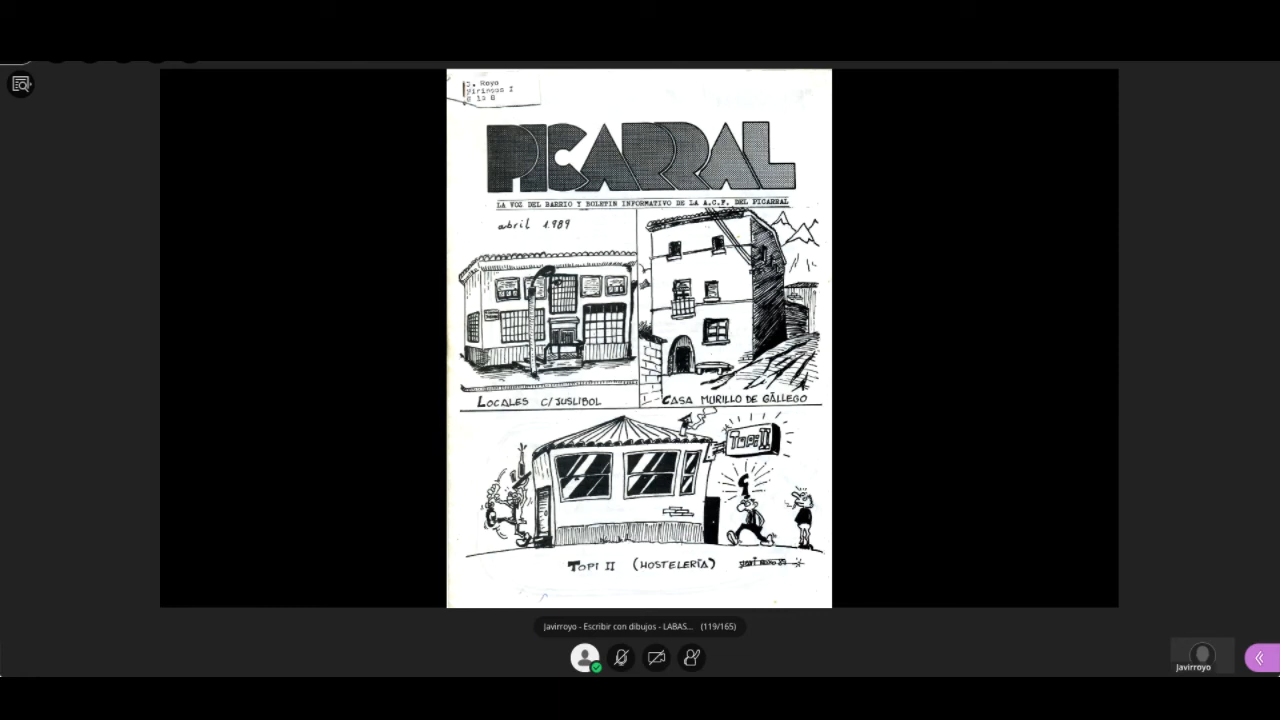 J. Royo
PICARRAL
LA VOZ DEL BARRIO Y BOLETIN INFORMATIVO DE LA A.C.F. DEL PICARRAL
abril 1.989
LOCALES C/JUSLIBOL
CASA MURILLO DE GÁLLEGO
TOPI II
TOPI II (HOSTELERÍA)
Javirroyo - Escribir con dibujos - LABAS... (119/165)
Javirroyo